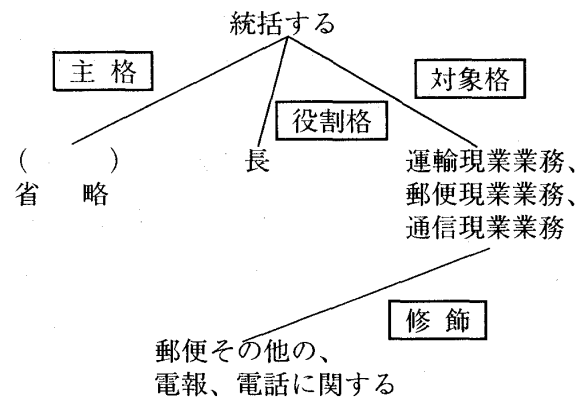 統括する
主格
対象格
役割格
(　　　)
省　略
長
運輸現業業務、
郵便現業業務、
通信現業業務
修飾
郵便その他の、
電報、電話に関する